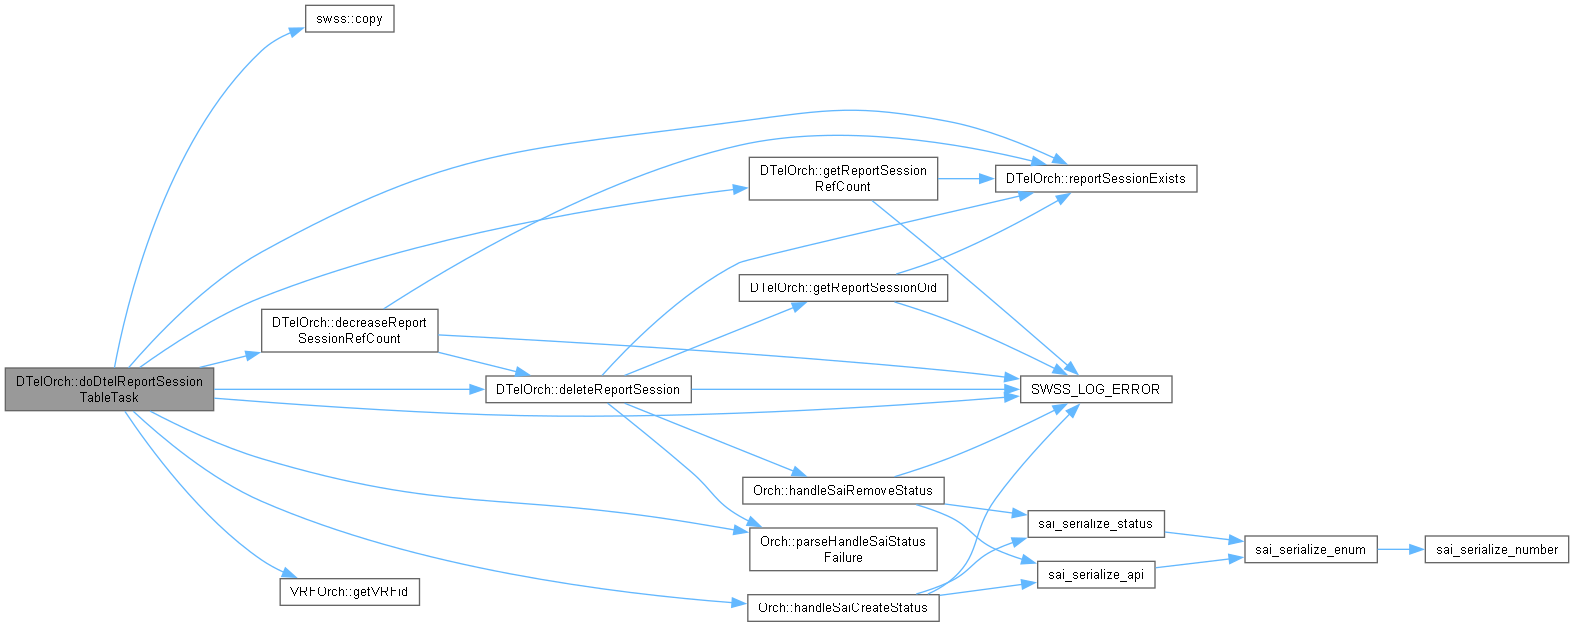 swss::copy
DTelOrch::getReportSession
RefCount
DTelOrch::reportSessionExists
DTelOrch::getReportSessionOid
DTelOrch::decreaseReport
SessionRefCount
DTelOrch::doDtelReportSession
TableTask
DTelOrch::deleteReportSession
SWSS_LOG_ERROR
Orch::handleSaiRemoveStatus
sai_serialize_status
Orch::parseHandleSaiStatus
Failure
sai_serialize_enum
sai_serialize_number
sai_serialize_api
VRFOrch::getVRFid
Orch::handleSaiCreateStatus